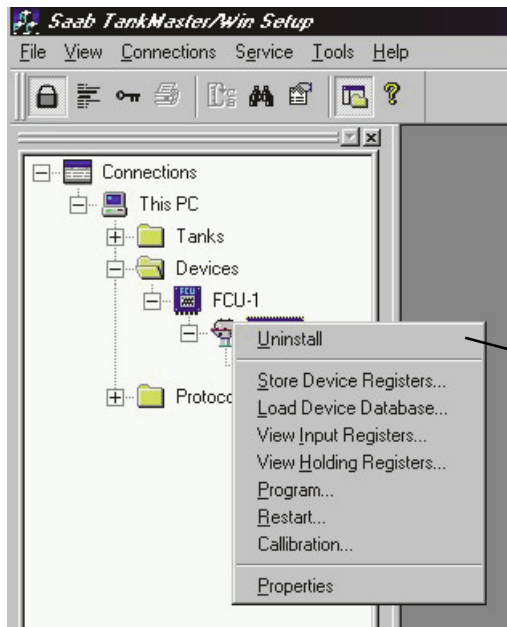 Saab TankMaster/Win Setup
File View Connections Service Tools Help
Connections
This PC
Tanks
Devices
FCU
FCU-1
Uninstall
Store Device Registers...
Load Device Database...
View Input Registers...
View Holding Registers...
Protoco
Program...
Restart...
Callibration...
Properties